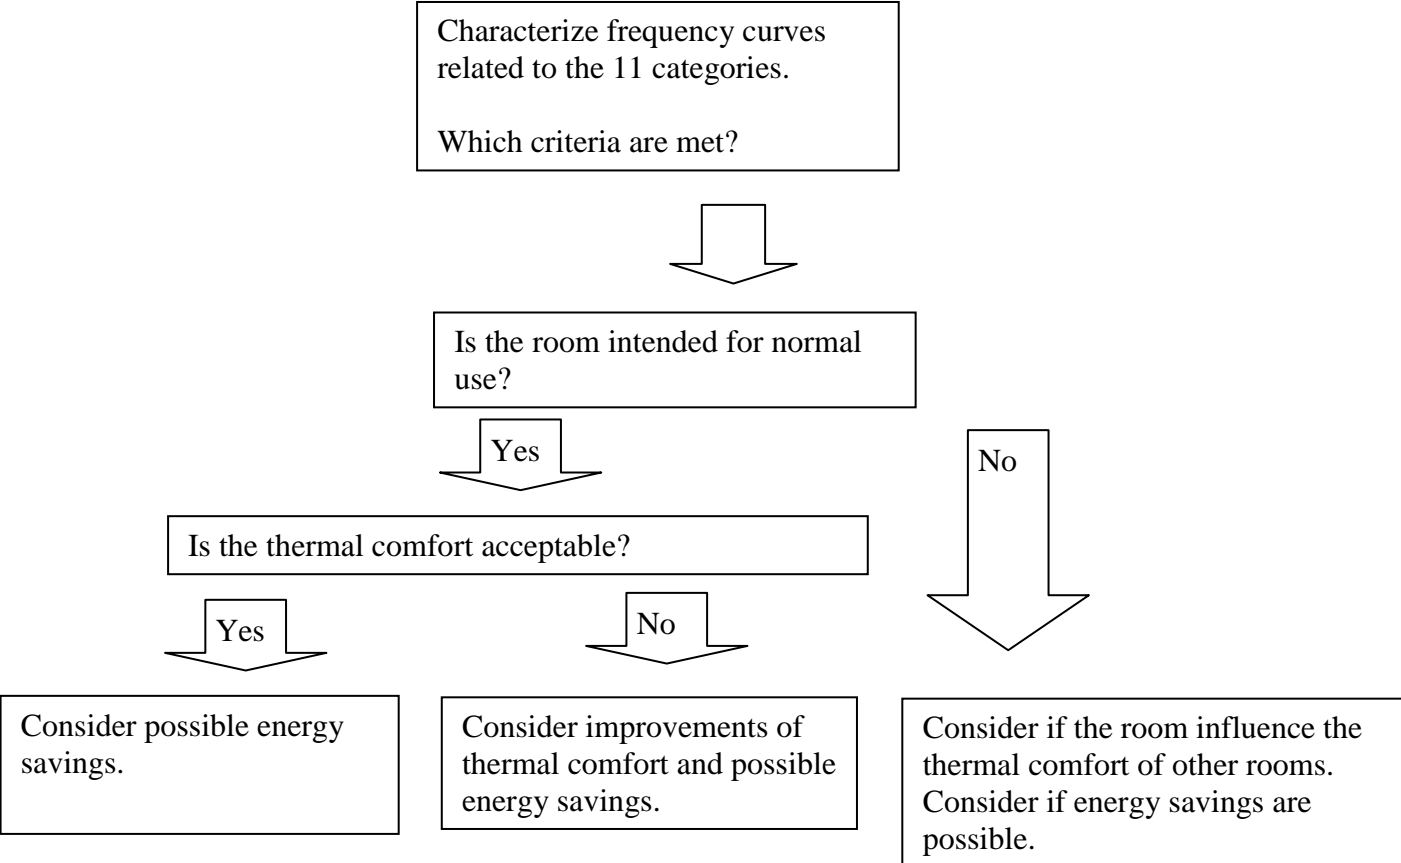 Characterize frequency curves
related to the 11 categories.
Which criteria are met?
Is the room intended for normal
use?
Yes
No
Is the thermal comfort acceptable?
Yes
No
Consider possible energy
savings.
Consider improvements of
thermal comfort and possible
energy savings.
Consider if the room influence the
thermal comfort of other rooms.
Consider if energy savings are
possible.